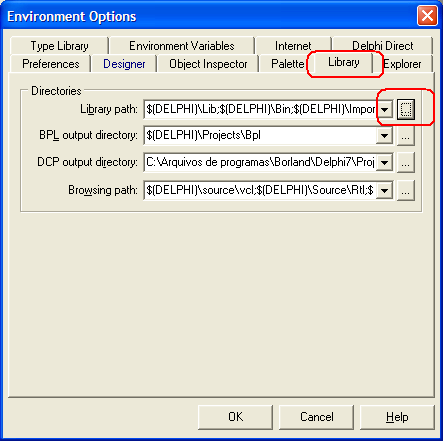 Environment Options
Type Library Environment Variables Internet Delphi Direct
Preferences Designer Object Inspector Palette Library Explorer
Directories
Library path: $(DELPHI)\Lib;$(DELPHI)\Bin;$(DELPHI)\Impor ...
BPL output directory: $(DELPHI)\Projects\Bpl ...
DCP output directory: C:\Arquivos de programas\Borland\Delphi7\Proj ...
Browsing path: $(DELPHI)\source\vcl;$(DELPHI)\Source\Rtl;$ ...
OK Cancel Help